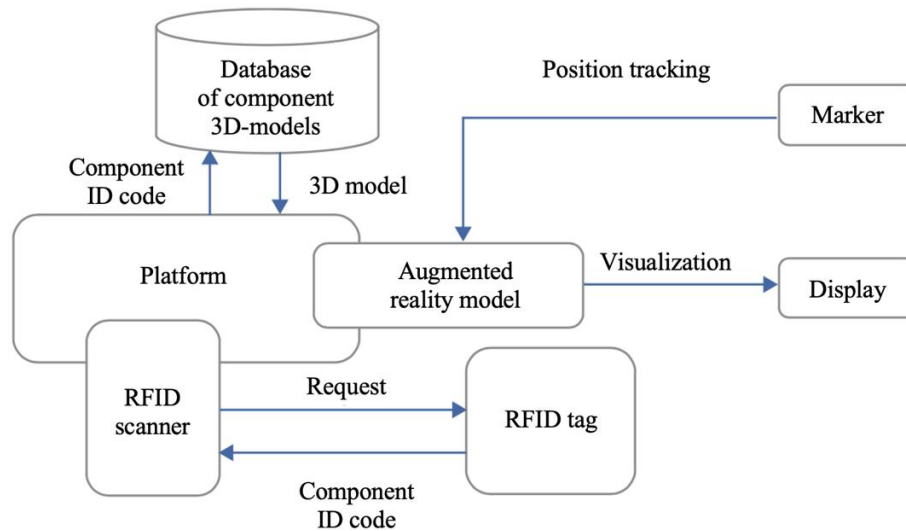 Database
of component
3D-models
Position tracking
Marker
Component
ID code
3D model
Platform
Augmented
reality model
Visualization
Display
RFID
scanner
Request
RFID tag
Component
ID code